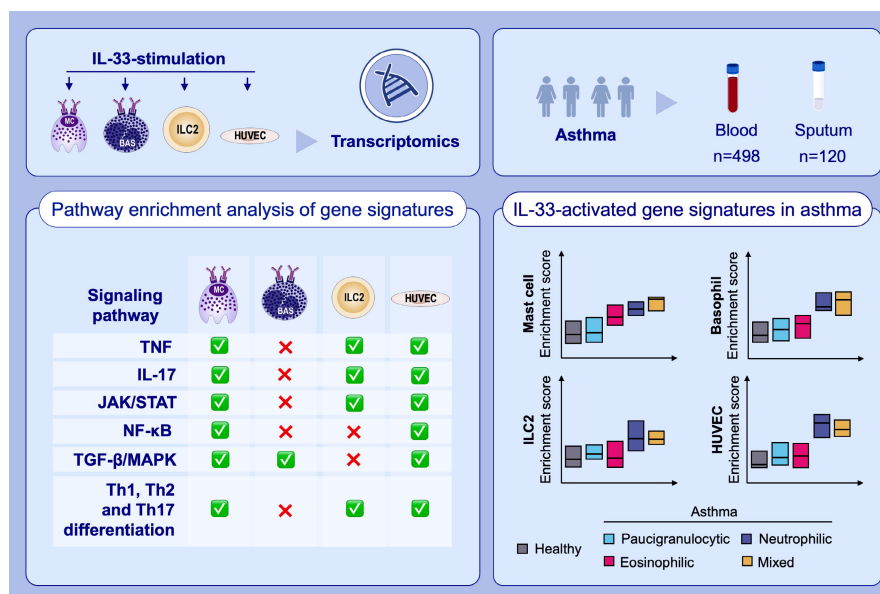 IL-33-stimulation
MC
BAS
ILC2
HUVEC
Transcriptomics
Asthma
Blood
n=498
Sputum
n=120
Pathway enrichment analysis of gene signatures
Signaling
pathway
MC
BAS
ILC2
HUVEC
TNF
IL-17
JAK/STAT
NF-κB
TGF-β/MAPK
Th1, Th2
and Th17
differentiation
IL-33-activated gene signatures in asthma
Mast cell
Enrichment score
Basophil
Enrichment score
ILC2
Enrichment score
HUVEC
Enrichment score
Asthma
Healthy
Paucigranulocytic
Neutrophilic
Eosinophilic
Mixed